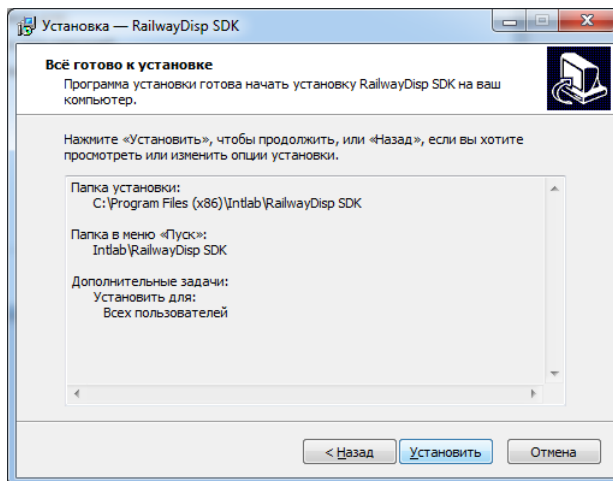 Установка — RailwayDisp SDK
Всё готово к установке
Программа установки готова начать установку RailwayDisp SDK на ваш
компьютер.
Нажмите «Установить», чтобы продолжить, или «Назад», если вы хотите
просмотреть или изменить опции установки.
Папка установки:
C:\Program Files (x86)\Intlab\RailwayDisp SDK
Папка в меню «Пуск»:
Intlab\RailwayDisp SDK
Дополнительные задачи:
Установить для:
Всех пользователей
< Назад Установить Отмена